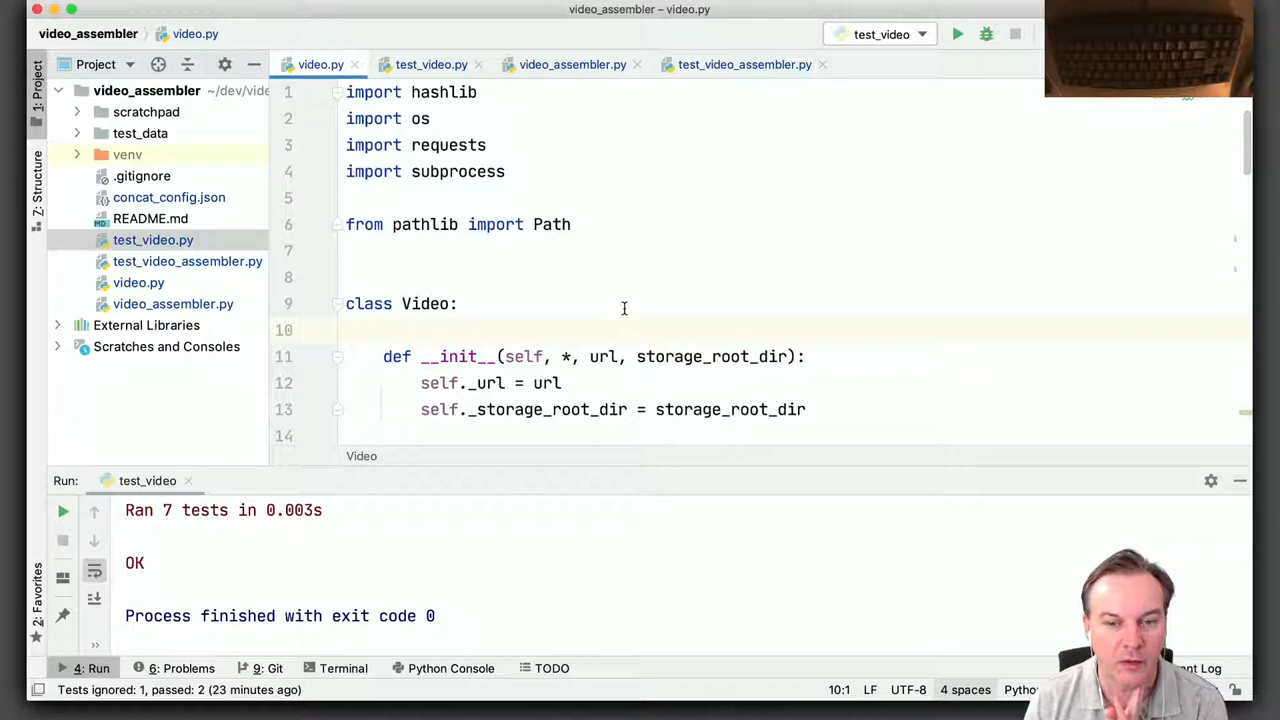 video_assembler – video.py
video_assembler
video.py
test_video
Project
video.py
test_video.py
video_assembler.py
test_video_assembler.py
1: Project
Z: Structure
2: Favorites
video_assembler ~/dev/vide
scratchpad
test_data
venv
.gitignore
concat_config.json
README.md
test_video.py
test_video_assembler.py
video.py
video_assembler.py
External Libraries
Scratches and Consoles
1 import hashlib
2 import os
3 import requests
4 import subprocess
5
6 from pathlib import Path
7
8
9 class Video:
10
11 def __init__(self, *, url, storage_root_dir):
12 self._url = url
13 self._storage_root_dir = storage_root_dir
14
Video
Run: test_video
Ran 7 tests in 0.003s
OK
Process finished with exit code 0
4: Run
6: Problems
9: Git
Terminal
Python Console
TODO
nt Log
Tests ignored: 1, passed: 2 (23 minutes ago)
10:1 LF UTF-8 4 spaces Pytho